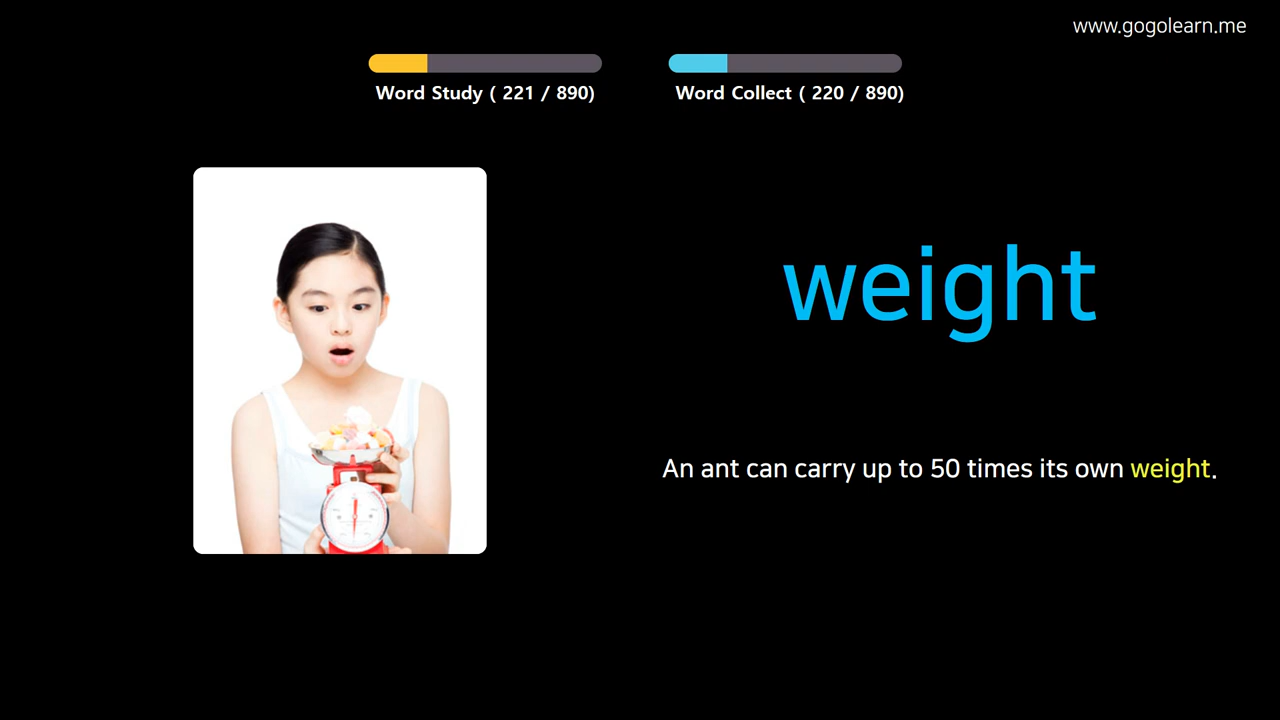 www.gogolearn.me
Word Study ( 221 / 890)
Word Collect ( 220 / 890)
weight
An ant can carry up to 50 times its own weight.